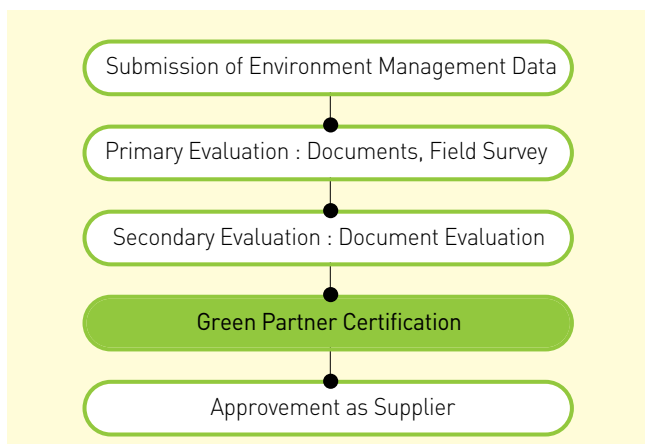 Submission of Environment Management Data
Primary Evaluation : Documents, Field Survey
Secondary Evaluation : Document Evaluation
Green Partner Certification
Approvement as Supplier